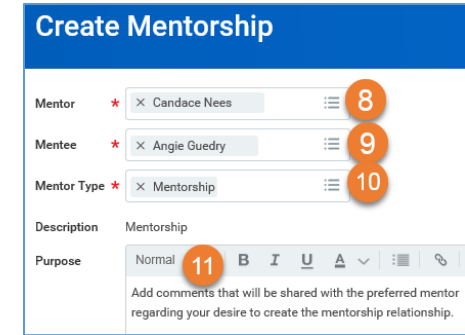 Create Mentorship
Mentor * × Candace Nees 8
Mentee * × Angie Guedry 9
Mentor Type * × Mentorship 10
Description Mentorship
Purpose Normal 11 B I U A
Add comments that will be shared with the preferred mentor
regarding your desire to create the mentorship relationship.